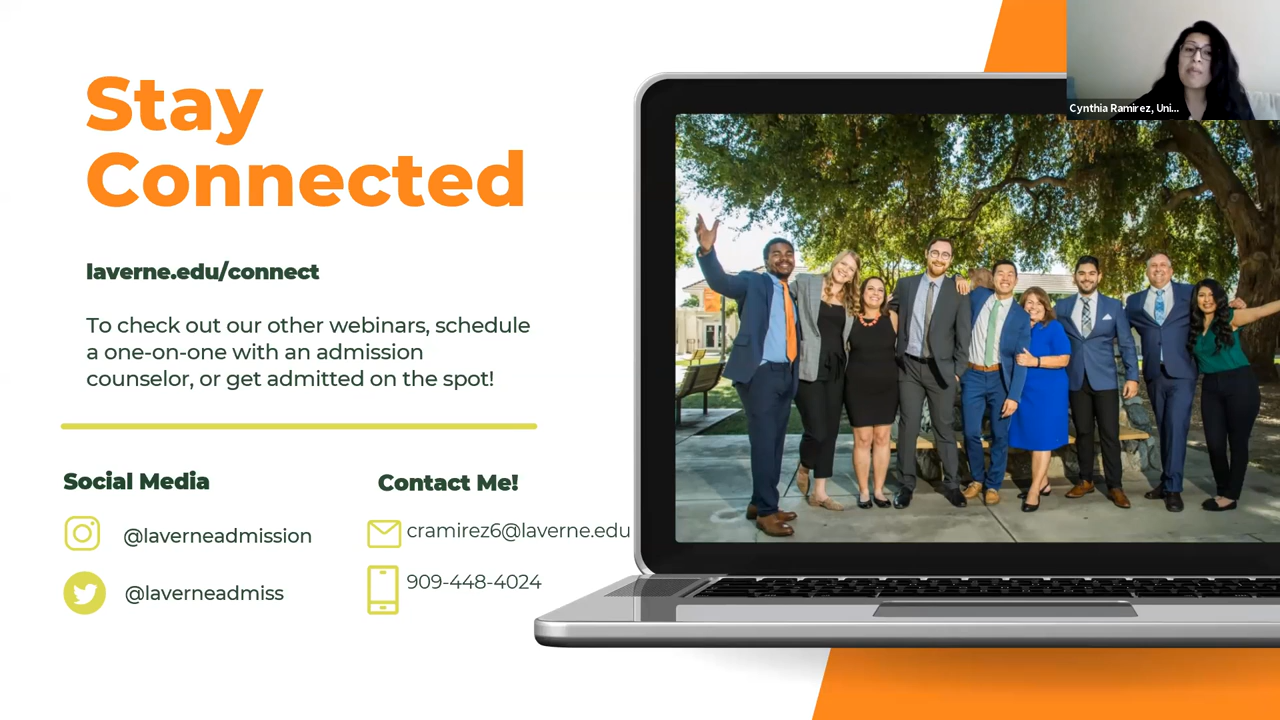 Stay
Connected
laverne.edu/connect
To check out our other webinars, schedule
a one-on-one with an admission
counselor, or get admitted on the spot!
Social Media
@laverneadmission
@laverneadmiss
Contact Me!
cramirez6@laverne.edu
909-448-4024
Cynthia Ramirez, Uni...